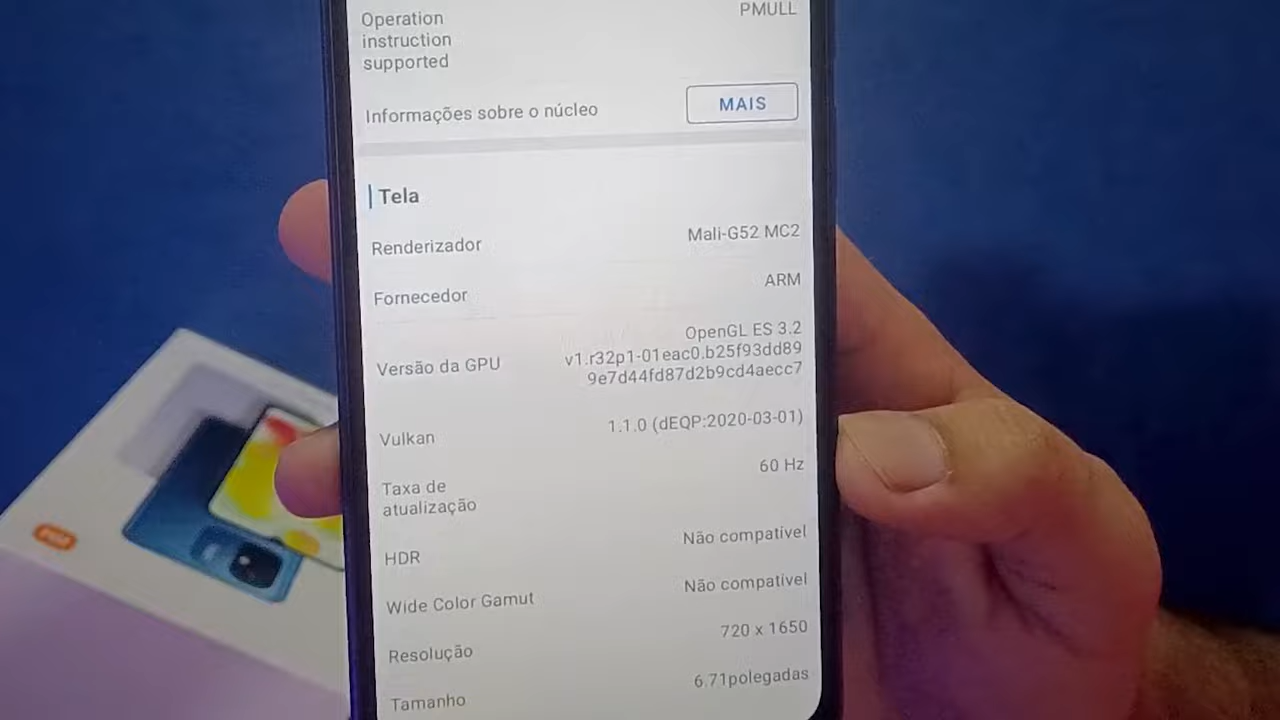 Operation
instruction
supported
PMULL
Informações sobre o núcleo
MAIS
Tela
Renderizador
Mali-G52 MC2
Fornecedor
ARM
Versão da GPU
OpenGL ES 3.2
v1.r32p1-01eac0.b25f93dd89
9e7d44fd87d2b9cd4aecc7
Vulkan
1.1.0 (dEQP:2020-03-01)
Taxa de
atualização
60 Hz
HDR
Não compatível
Wide Color Gamut
Não compatível
Resolução
720 x 1650
Tamanho
6.71polegadas